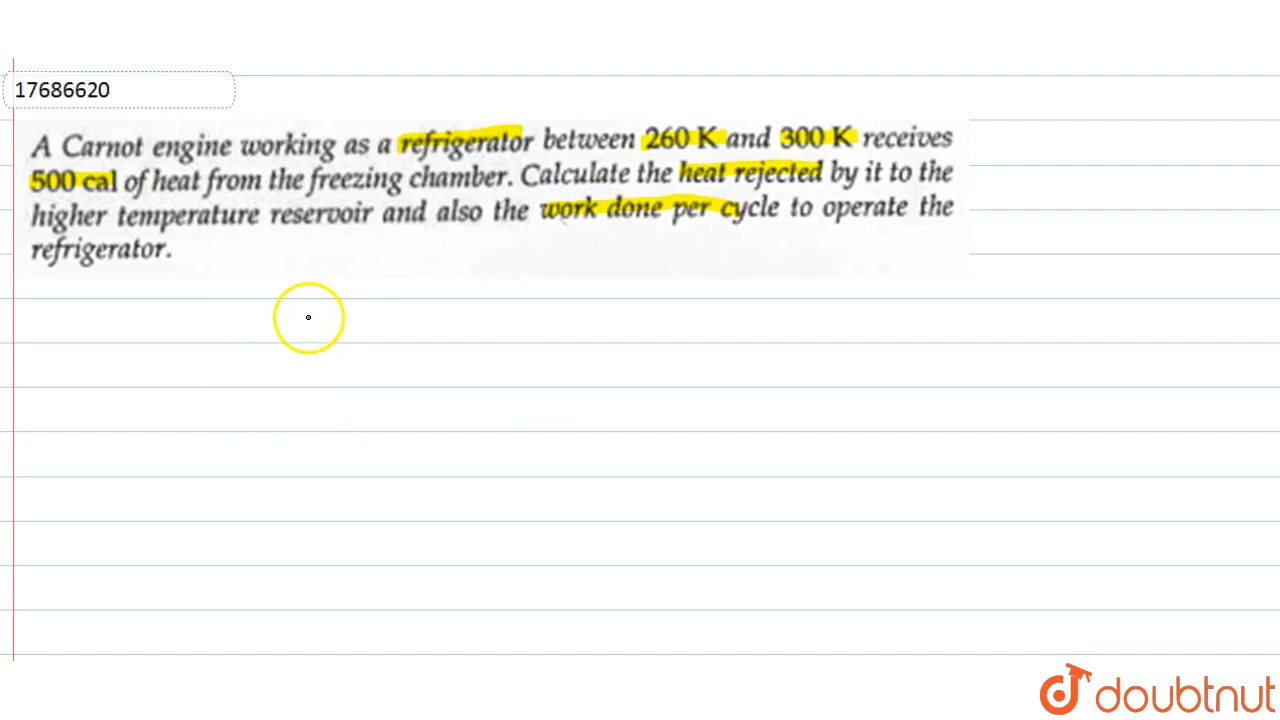 17686620
A Carnot engine working as a refrigerator between 260 K and 300 K receives
500 cal of heat from the freezing chamber. Calculate the heat rejected by it to the
higher temperature reservoir and also the work done per cycle to operate the
refrigerator.
doubtnut